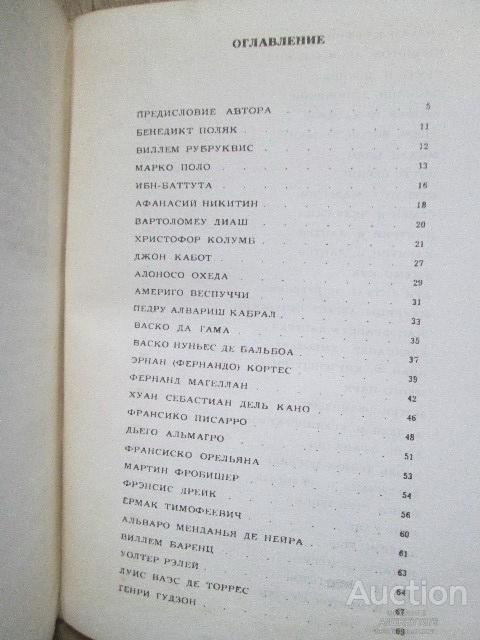 ОГЛАВЛЕНИЕ
ПРЕДИСЛОВИЕ АВТОРА 5
БЕНЕДИКТ ПОЛЯК 11
ВИЛЛЕМ РУБРУКВИС 12
МАРКО ПОЛО 13
ИБН-БАТТУТА 16
АФАНАСИЙ НИКИТИН 18
ВАРТОЛОМЕУ ДИАШ 20
ХРИСТОФОР КОЛУМБ 21
ДЖОН КАБОТ 27
АЛОНОСО ОХЕДА 29
АМЕРИГО ВЕСПУЧЧИ 31
ПЕДРУ АЛВАРИШ КАБРАЛ 33
ВАСКО ДА ГАМА 35
ВАСКО НУНЬЕС ДЕ БАЛЬБОА 37
ЭРНАН (ФЕРНАНДО) КОРТЕС 39
ФЕРНАНД МАГЕЛЛАН 42
ХУАН СЕБАСТИАН ДЕЛЬ КАНО 46
ФРАНСИКО ПИСАРРО 48
ДЬЕГО АЛЬМАГРО 51
ФРАНСИСКО ОРЕЛЬЯНА 53
МАРТИН ФРОБИШЕР 54
ФРЭНСИС ДРЕЙК 56
ЕРМАК ТИМОФЕЕВИЧ 60
АЛЬВАРО МЕНДАНЬЯ ДЕ НЕЙРА 61
ВИЛЛЕМ БАРЕНЦ 63
УОЛТЕР РЭЛЕЙ 64
ЛУИС ВАЭС ДЕ ТОРРЕС 67
ГЕНРИ ГУДЗОН 69
Auction